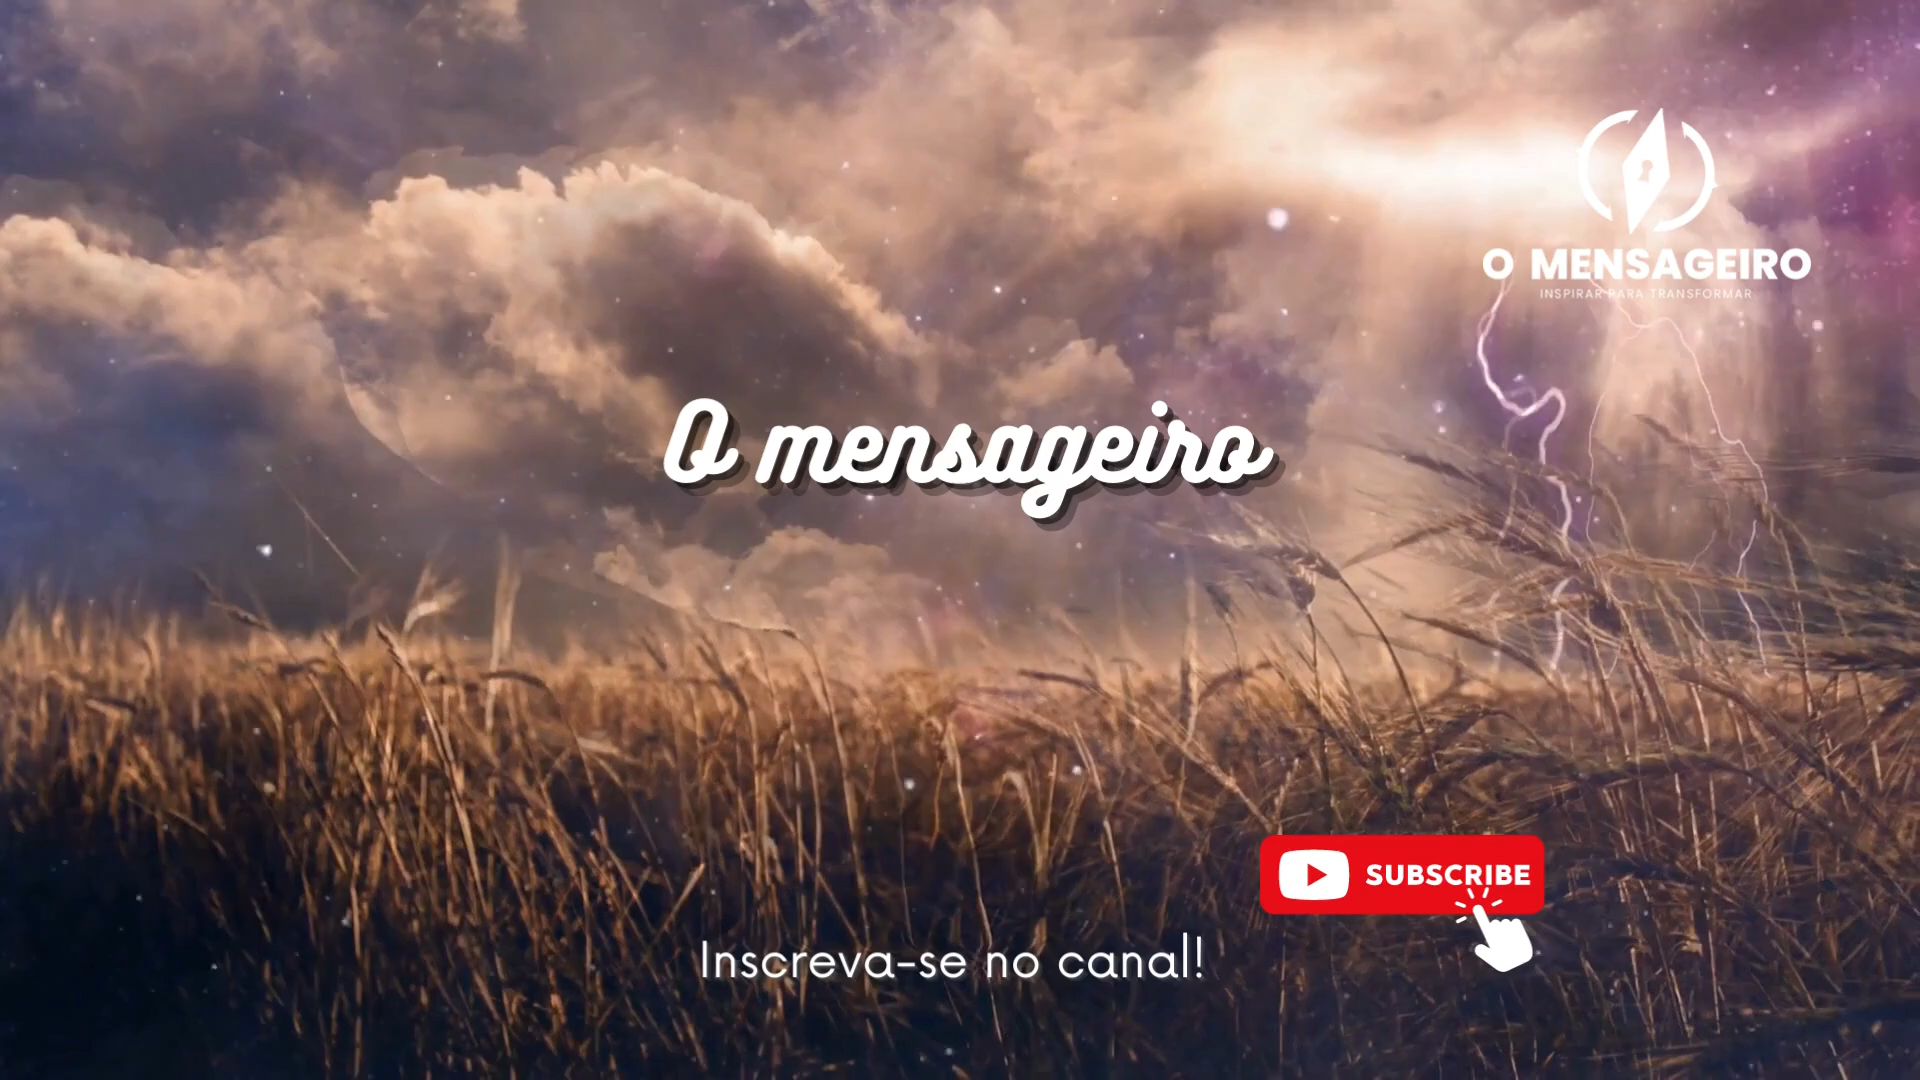 O MENSAGEIRO
INSPIRAR PARA TRANSFORMAR
O mensageiro
SUBSCRIBE
Inscreva-se no canal!